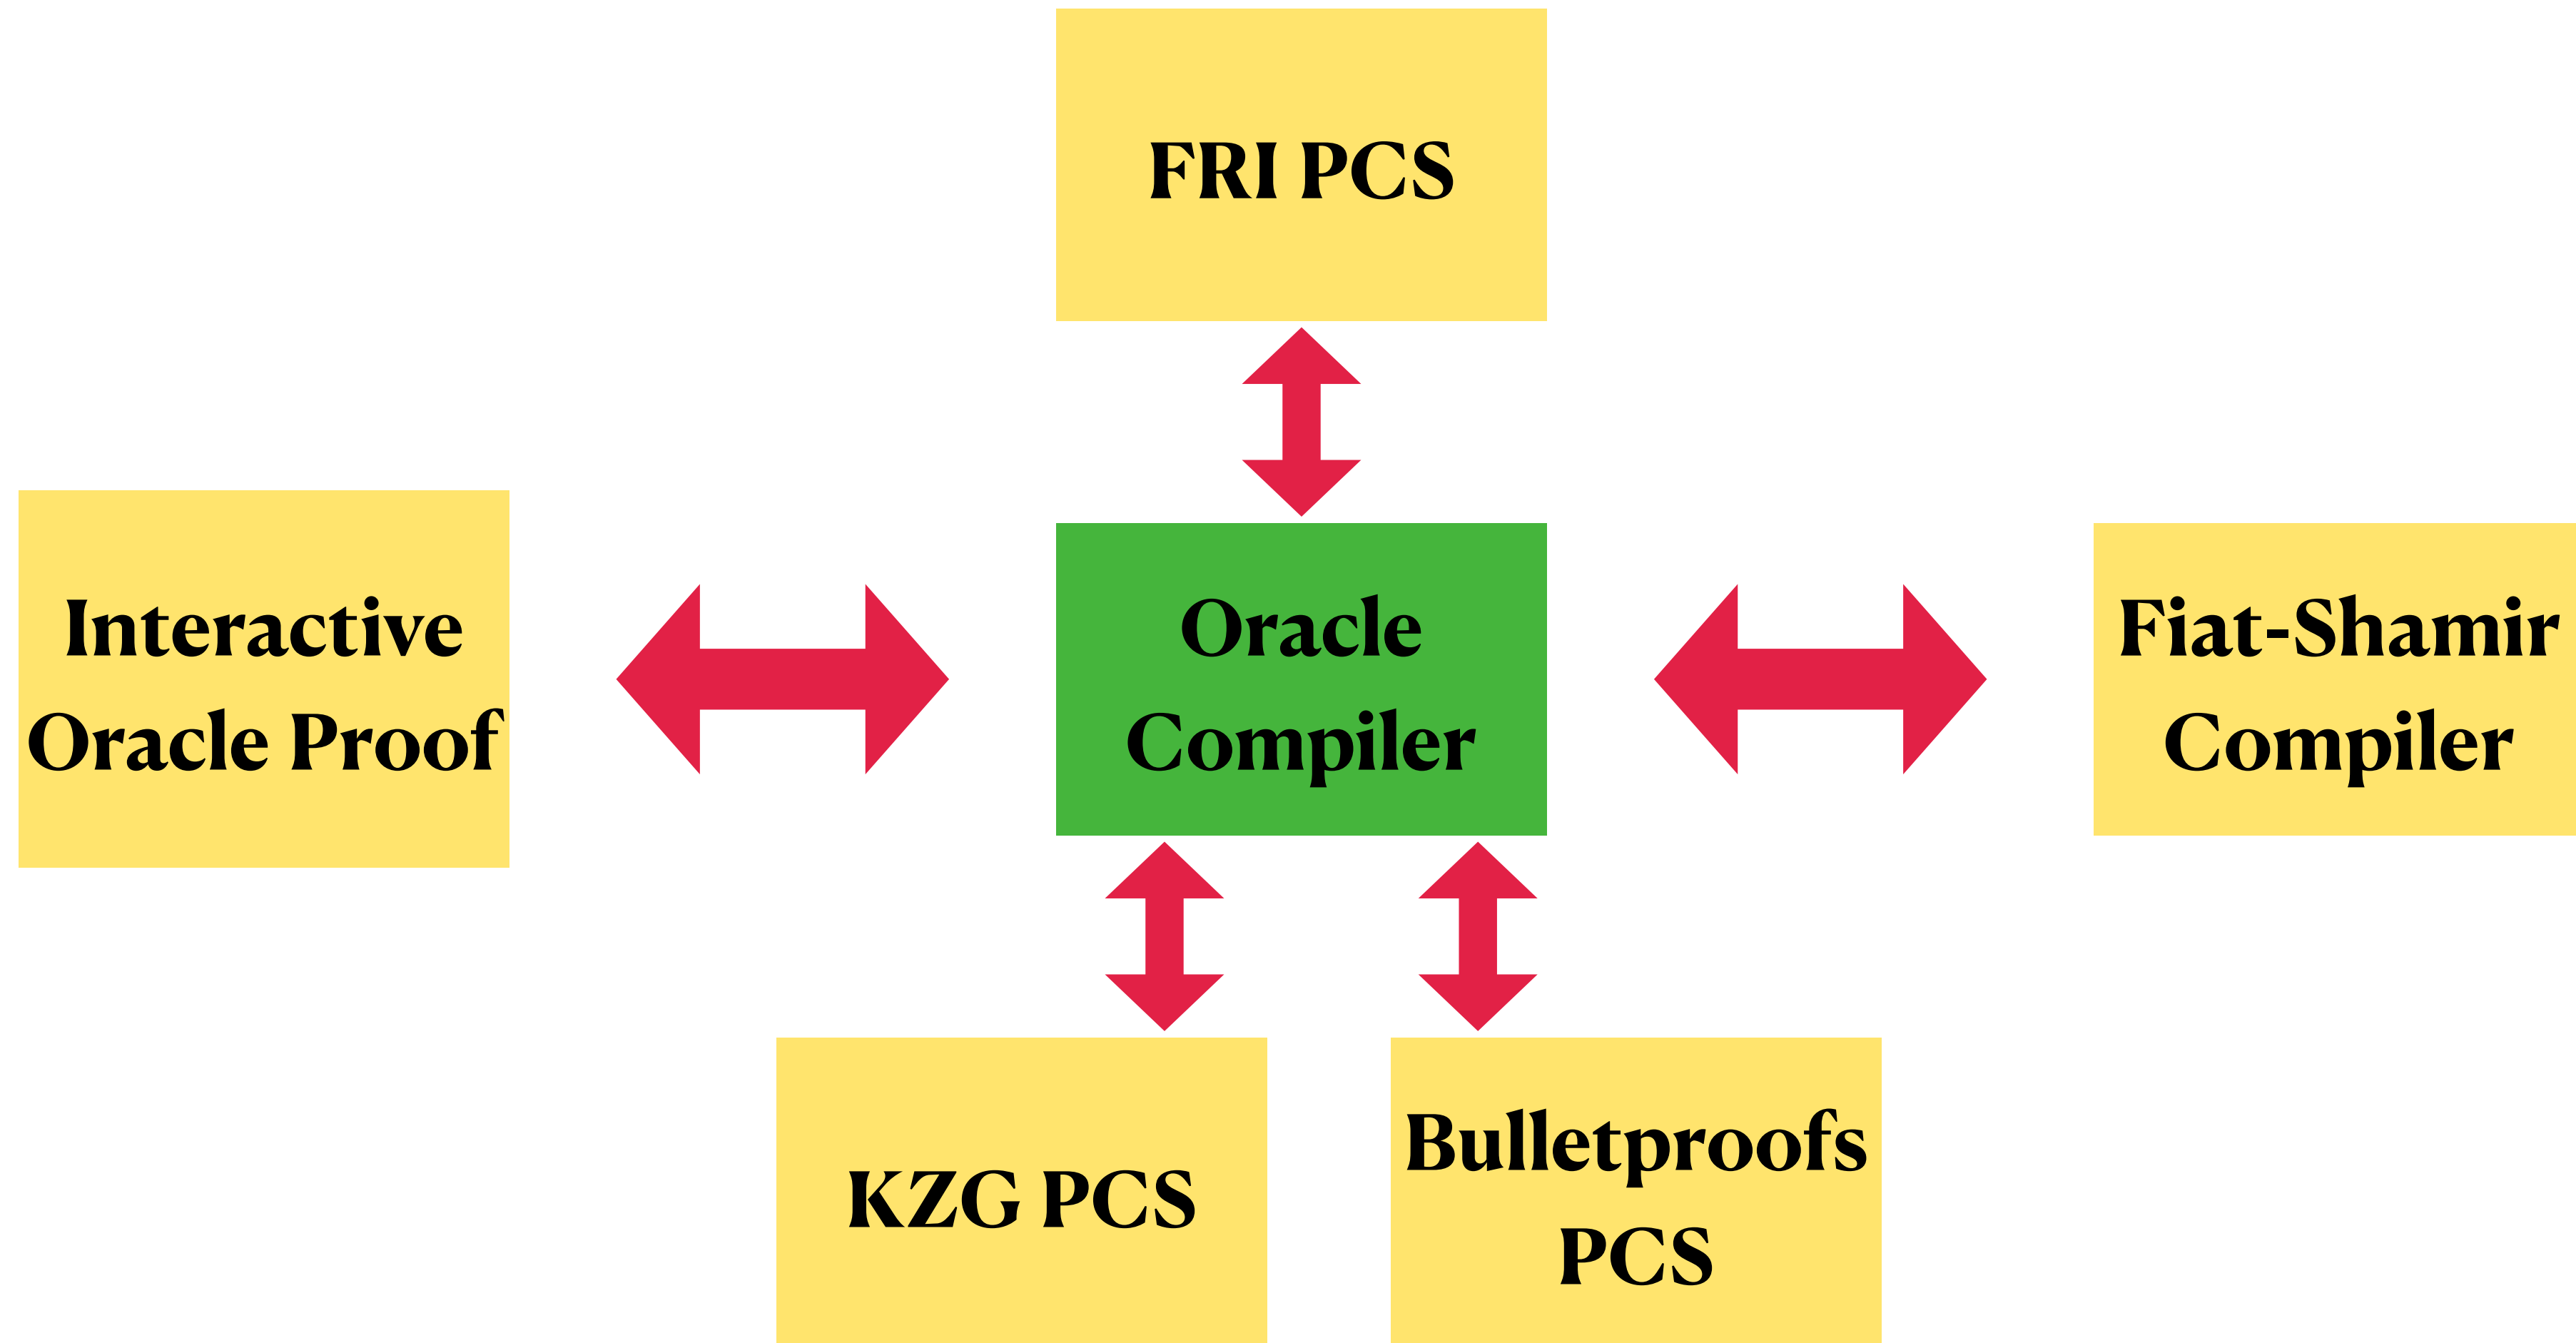 FRI PCS
Interactive
Oracle Proof
Oracle
Compiler
Fiat-Shamir
Compiler
KZG PCS
Bulletproofs
PCS